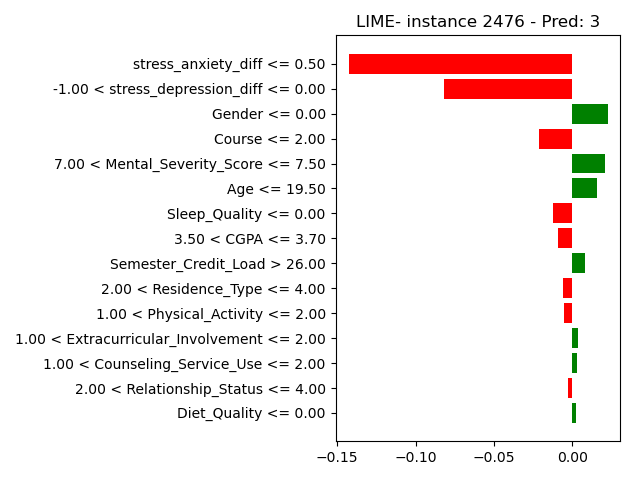 LIME- instance 2476 - Pred: 3
stress_anxiety_diff <= 0.50
-1.00 < stress_depression_diff <= 0.00
Gender <= 0.00
Course <= 2.00
7.00 < Mental_Severity_Score <= 7.50
Age <= 19.50
Sleep_Quality <= 0.00
3.50 < CGPA <= 3.70
Semester_Credit_Load > 26.00
2.00 < Residence_Type <= 4.00
1.00 < Physical_Activity <= 2.00
1.00 < Extracurricular_Involvement <= 2.00
1.00 < Counseling_Service_Use <= 2.00
2.00 < Relationship_Status <= 4.00
Diet_Quality <= 0.00
−0.15 −0.10 −0.05 0.00